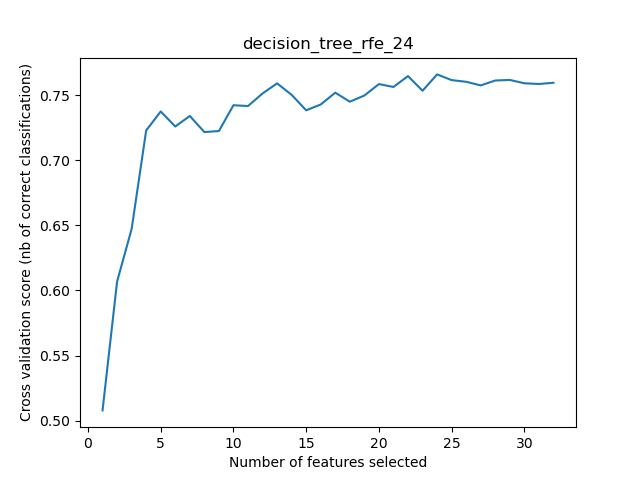 decision_tree_rfe_24
Cross validation score (nb of correct classifications)
0.75
0.70
0.65
0.60
0.55
0.50
0 5 10 15 20 25 30
Number of features selected